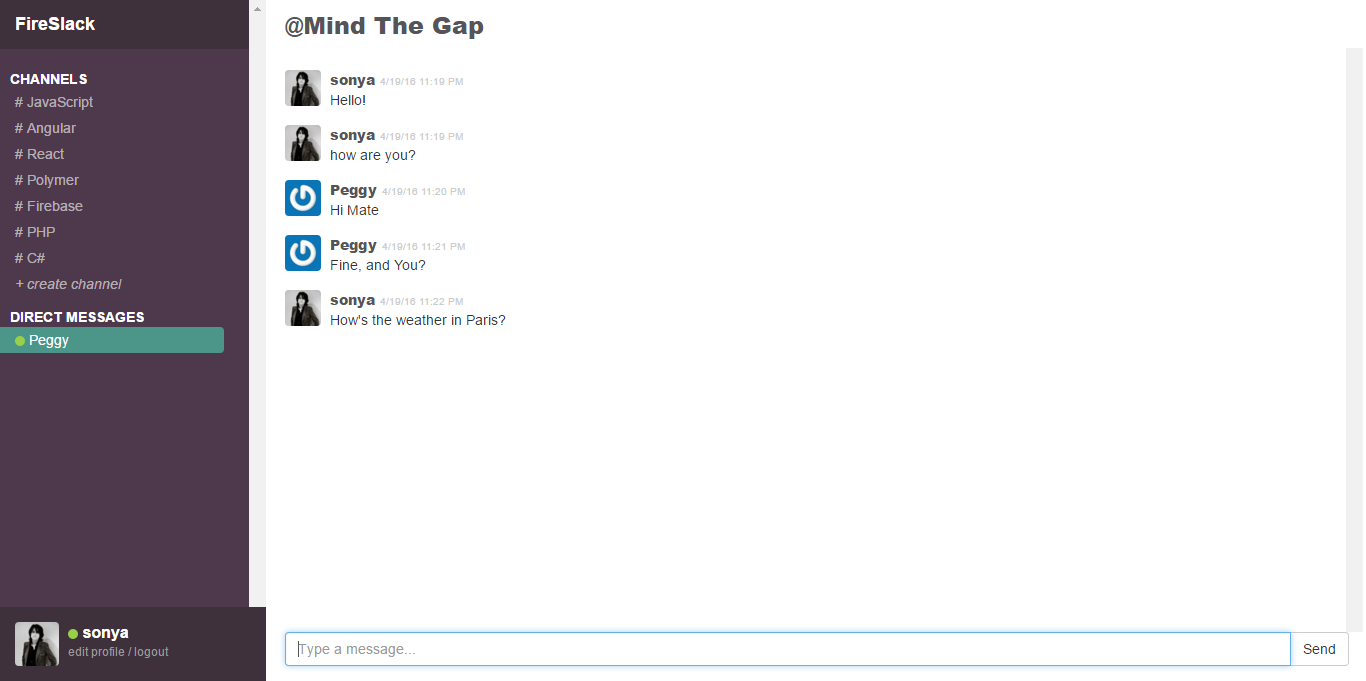 FireSlack
CHANNELS
# JavaScript
# Angular
# React
# Polymer
# Firebase
# PHP
# C#
+ create channel
DIRECT MESSAGES
Peggy
sonya
edit profile / logout
@Mind The Gap
sonya 4/19/16 11:19 PM
Hello!
sonya 4/19/16 11:19 PM
how are you?
Peggy 4/19/16 11:20 PM
Hi Mate
Peggy 4/19/16 11:21 PM
Fine, and You?
sonya 4/19/16 11:22 PM
How's the weather in Paris?
Type a message... Send